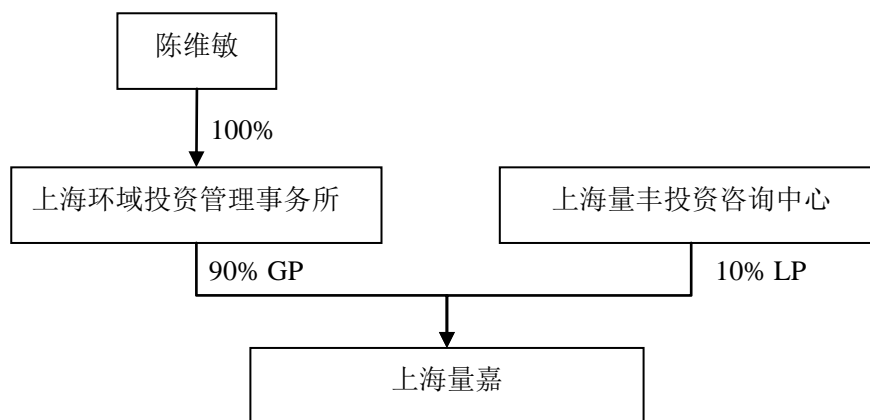 陈维敏
100%
上海环域投资管理事务所
上海量丰投资咨询中心
90% GP
10% LP
上海量嘉